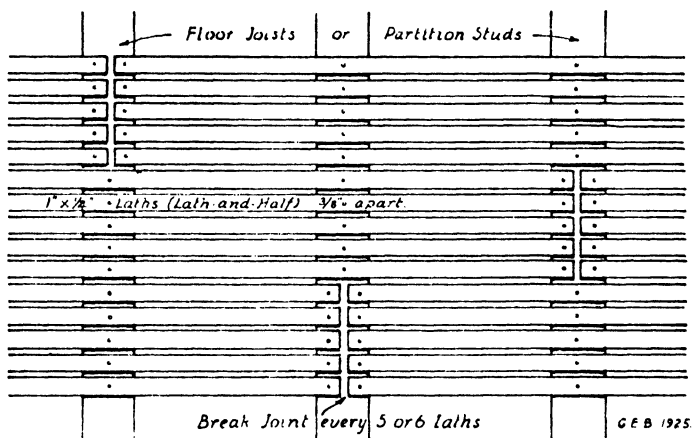 Floor Joists or Partition Studs
1" x ½" Laths (Lath-and-Half) ⅜" apart.
Break Joint every 5 or 6 laths
G.E.B. 1925.